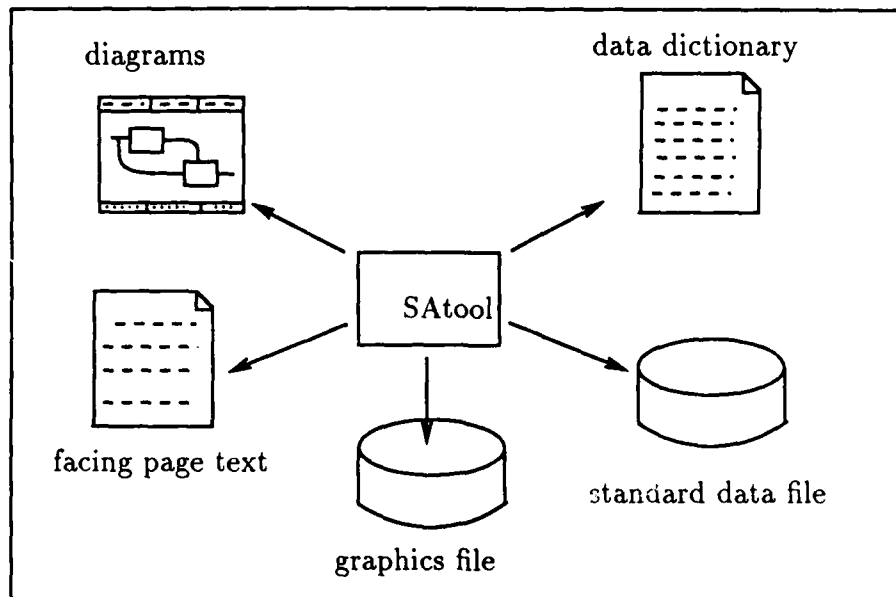 diagrams
data dictionary
SAtool
facing page text
standard data file
graphics file